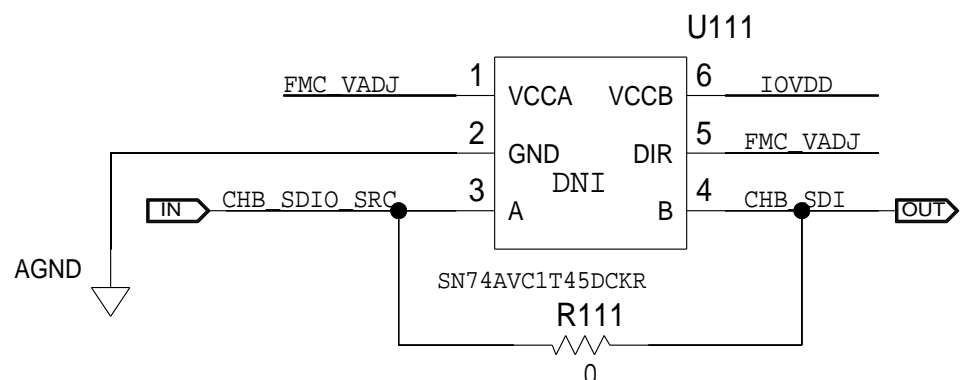 U111
FMC_VADJ 1 VCCA VCCB 6 IOVDD
2 GND DIR 5 FMC_VADJ
DNI
IN CHB_SDIO_SRC 3 A B 4 CHB_SDI OUT
AGND
SN74AVC1T45DCKR
R111
0